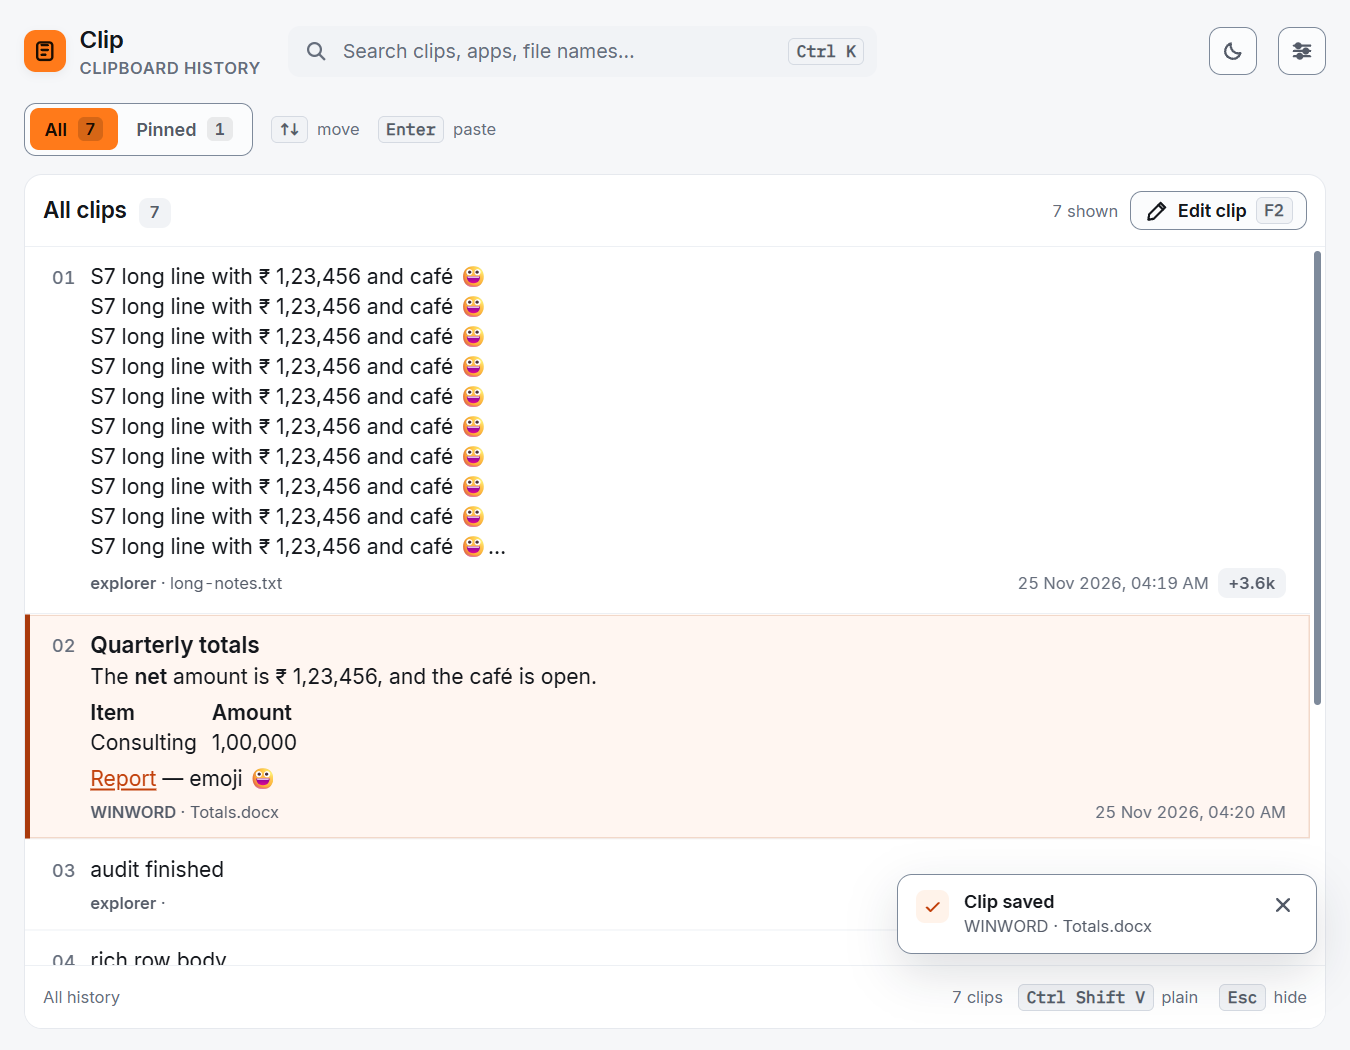 Clip
CLIPBOARD HISTORY
Search clips, apps, file names...
Ctrl K
All 7
Pinned 1
↑↓ move
Enter paste
All clips 7
7 shown
Edit clip F2
01
S7 long line with ₹ 1,23,456 and café 😀
S7 long line with ₹ 1,23,456 and café 😀
S7 long line with ₹ 1,23,456 and café 😀
S7 long line with ₹ 1,23,456 and café 😀
S7 long line with ₹ 1,23,456 and café 😀
S7 long line with ₹ 1,23,456 and café 😀
S7 long line with ₹ 1,23,456 and café 😀
S7 long line with ₹ 1,23,456 and café 😀
S7 long line with ₹ 1,23,456 and café 😀
S7 long line with ₹ 1,23,456 and café 😀...
explorer · long-notes.txt
25 Nov 2026, 04:19 AM +3.6k
02
Quarterly totals
The net amount is ₹ 1,23,456, and the café is open.
Item Amount
Consulting 1,00,000
Report — emoji 😀
WINWORD · Totals.docx
25 Nov 2026, 04:20 AM
03 audit finished
explorer ·
04 rich row body
Clip saved
WINWORD · Totals.docx
All history
7 clips
Ctrl Shift V plain
Esc hide